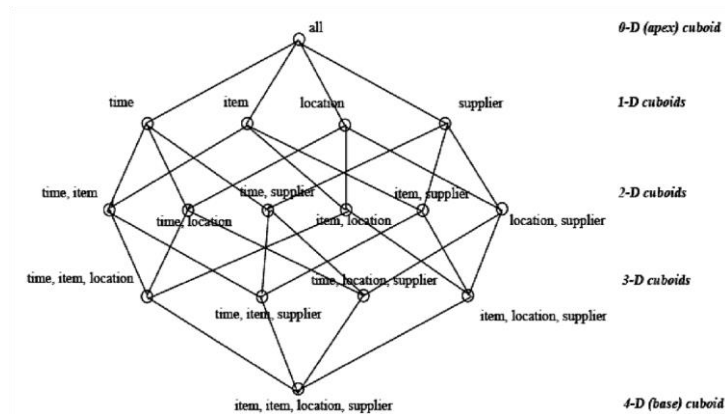 all
0-D (apex) cuboid
time
item
location
supplier
1-D cuboids
time, item
time, location
time, supplier
item, location
item, supplier
location, supplier
2-D cuboids
time, item, location
time, item, supplier
time, location, supplier
item, location, supplier
3-D cuboids
item, item, location, supplier
4-D (base) cuboid